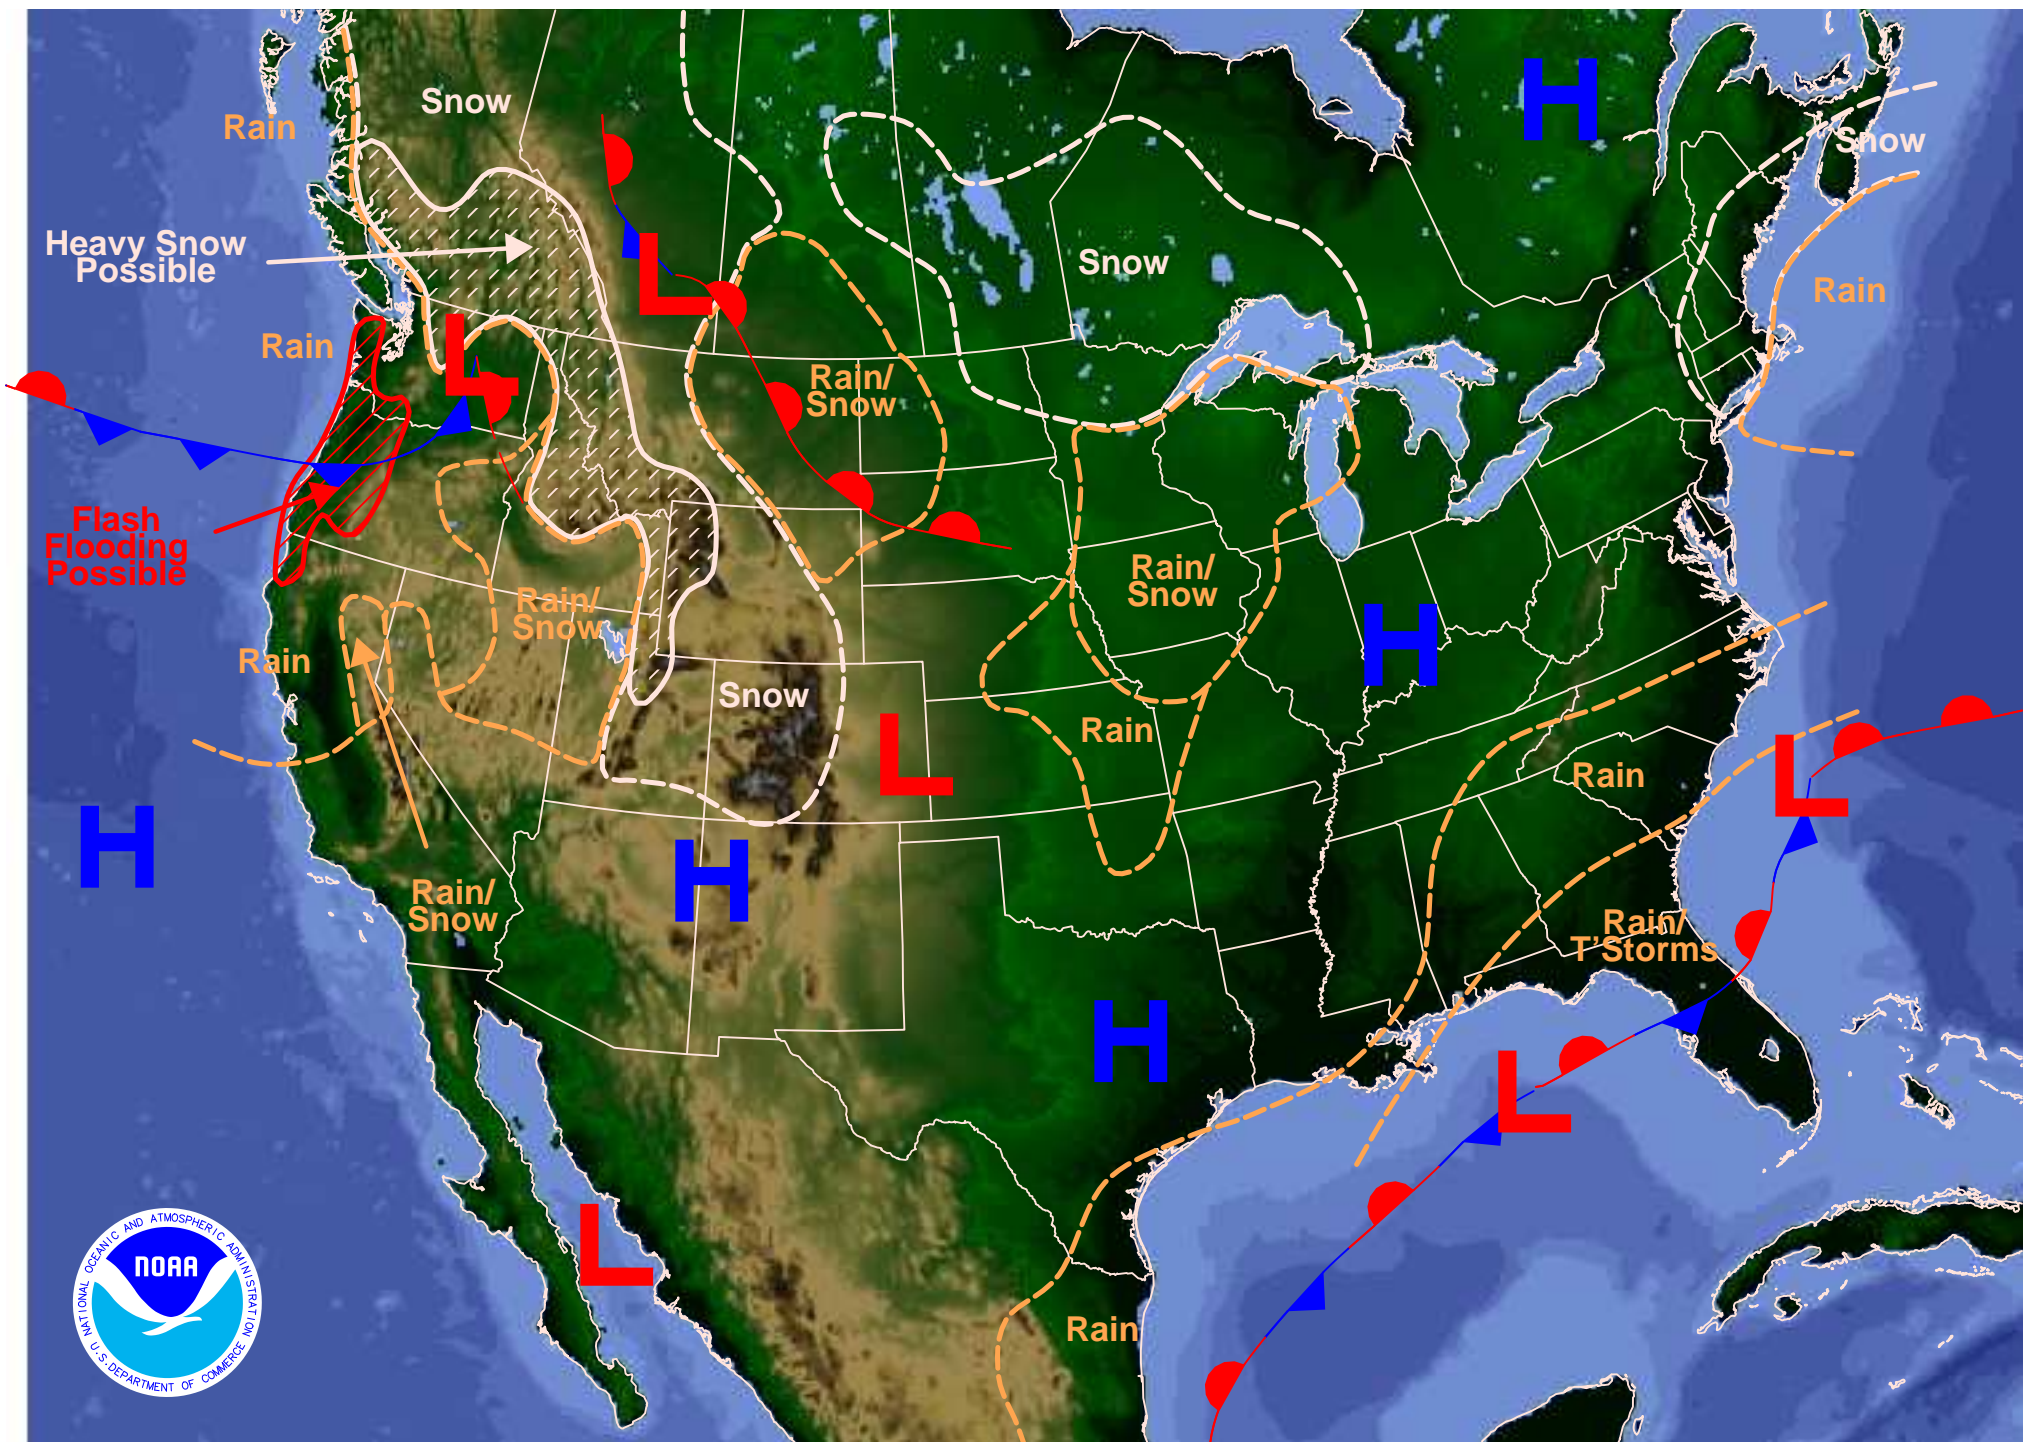 H
Snow
Rain
Snow
Heavy Snow
Possible
Snow
L
Rain
Rain
L
Rain/
Snow
Flash
Flooding
Possible
Rain/
Snow
Rain/
Snow
H
Rain
Snow
Rain
L
Rain
L
H
H
Rain/
Snow
Rain/
T'Storms
H
L
L
Rain
NATIONAL OCEANIC AND ATMOSPHERIC ADMINISTRATION
NOAA
U.S. DEPARTMENT OF COMMERCE